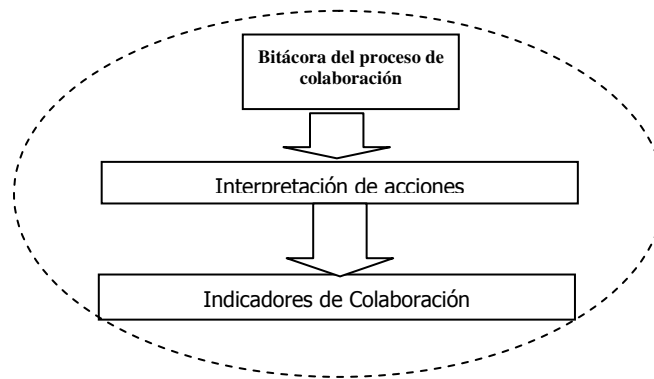 Bitácora del proceso de
colaboración
Interpretación de acciones
Indicadores de Colaboración